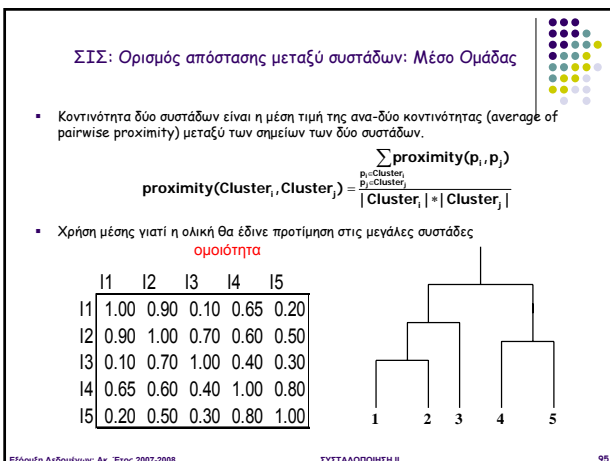 ΣΙΣ: Ορισμός απόστασης μεταξύ συστάδων: Μέσο Ομάδας
▪ Κοντινότητα δύο συστάδων είναι η μέση τιμή της ανα-δύο κοντινότητας (average of
pairwise proximity) μεταξύ των σημείων των δύο συστάδων.
∑proximity(pᵢ, pⱼ)
pᵢ∈Clusterᵢ
pⱼ∈Clusterⱼ
proximity(Clusterᵢ, Clusterⱼ) =
|Clusterᵢ| * |Clusterⱼ|
▪ Χρήση μέσης γιατί η ολική θα έδινε προτίμηση στις μεγάλες συστάδες
ομοιότητα
I1 I2 I3 I4 I5
I1 1.00 0.90 0.10 0.65 0.20
I2 0.90 1.00 0.70 0.60 0.50
I3 0.10 0.70 1.00 0.40 0.30
I4 0.65 0.60 0.40 1.00 0.80
I5 0.20 0.50 0.30 0.80 1.00
1 2 3 4 5
Εξόρυξη Δεδομένων: Ακ. Έτος 2007-2008 ΣΥΣΤΑΔΟΠΟΙΗΣΗ II 95